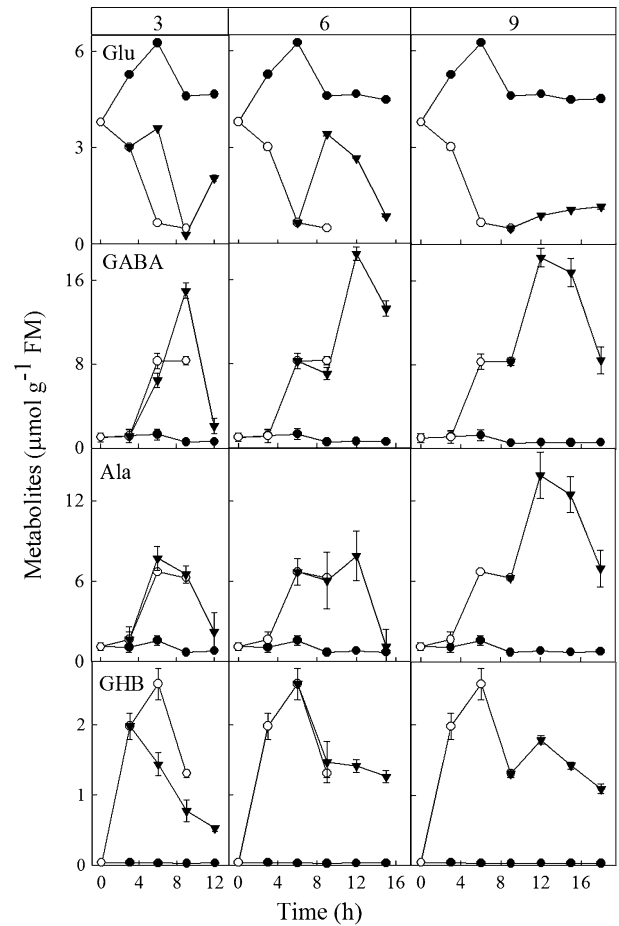 3 6 9
Glu
6
3
0
GABA
16
8
0
Ala
12
6
0
GHB
2
1
0
Metabolites (μmol g⁻¹ FM)
0 4 8 12 0 4 8 12 16 0 4 8 12 16
Time (h)